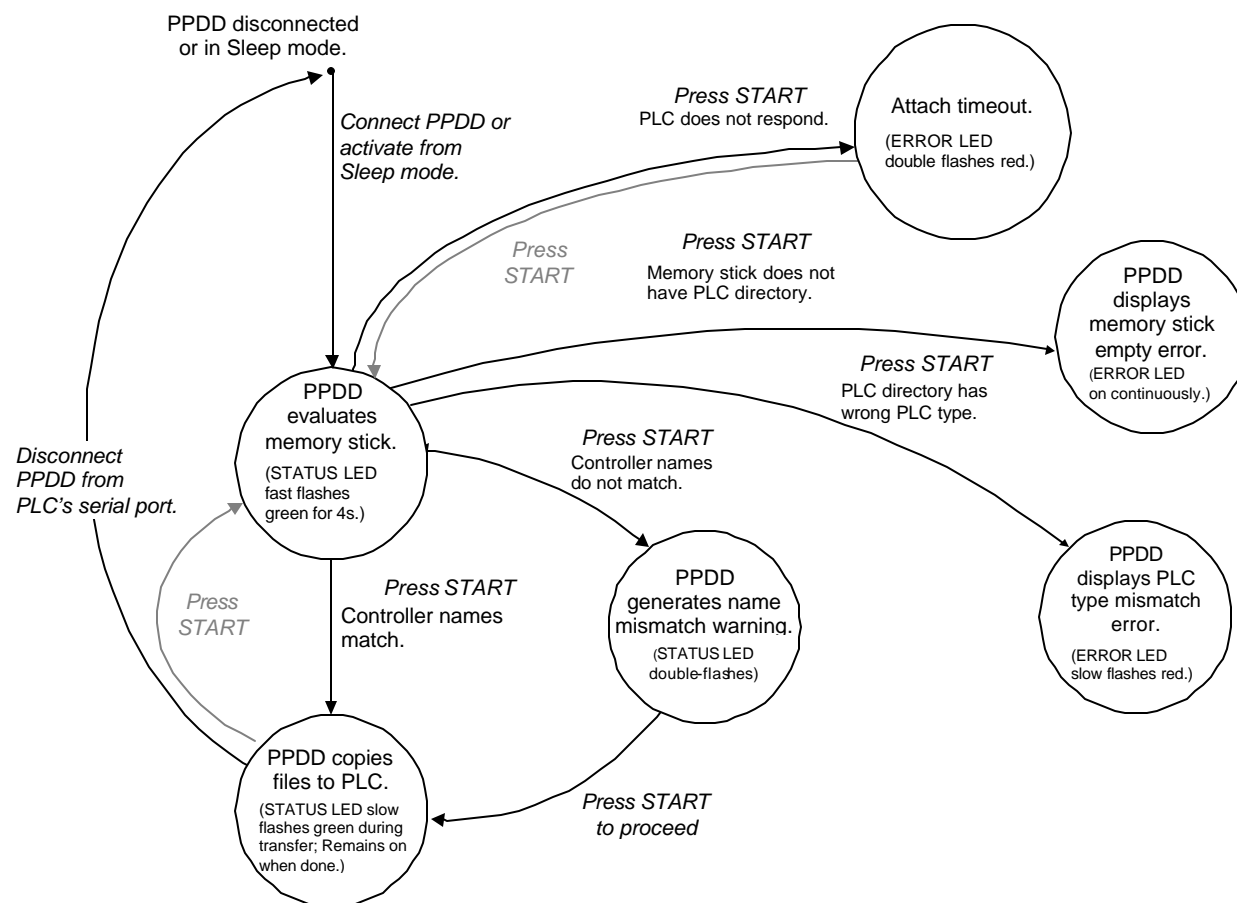 PPDD disconnected
or in Sleep mode.
Connect PPDD or
activate from
Sleep mode.
Press START
PLC does not respond.
Attach timeout.
(ERROR LED
double flashes red.)
Press
START
Press START
Memory stick does not
have PLC directory.
PPDD
displays
memory stick
empty error.
(ERROR LED
on continuously.)
Press START
PLC directory has
wrong PLC type.
PPDD
evaluates
memory stick.
(STATUS LED
fast flashes
green for 4s.)
Press START
Controller names
do not match.
Disconnect
PPDD from
PLC's serial port.
PPDD
displays PLC
type mismatch
error.
(ERROR LED
slow flashes red.)
PPDD
generates name
mismatch warning.
(STATUS LED
double-flashes)
Press
START
Press START
Controller names
match.
PPDD copies
files to PLC.
(STATUS LED slow
flashes green during
transfer; Remains on
when done.)
Press START
to proceed